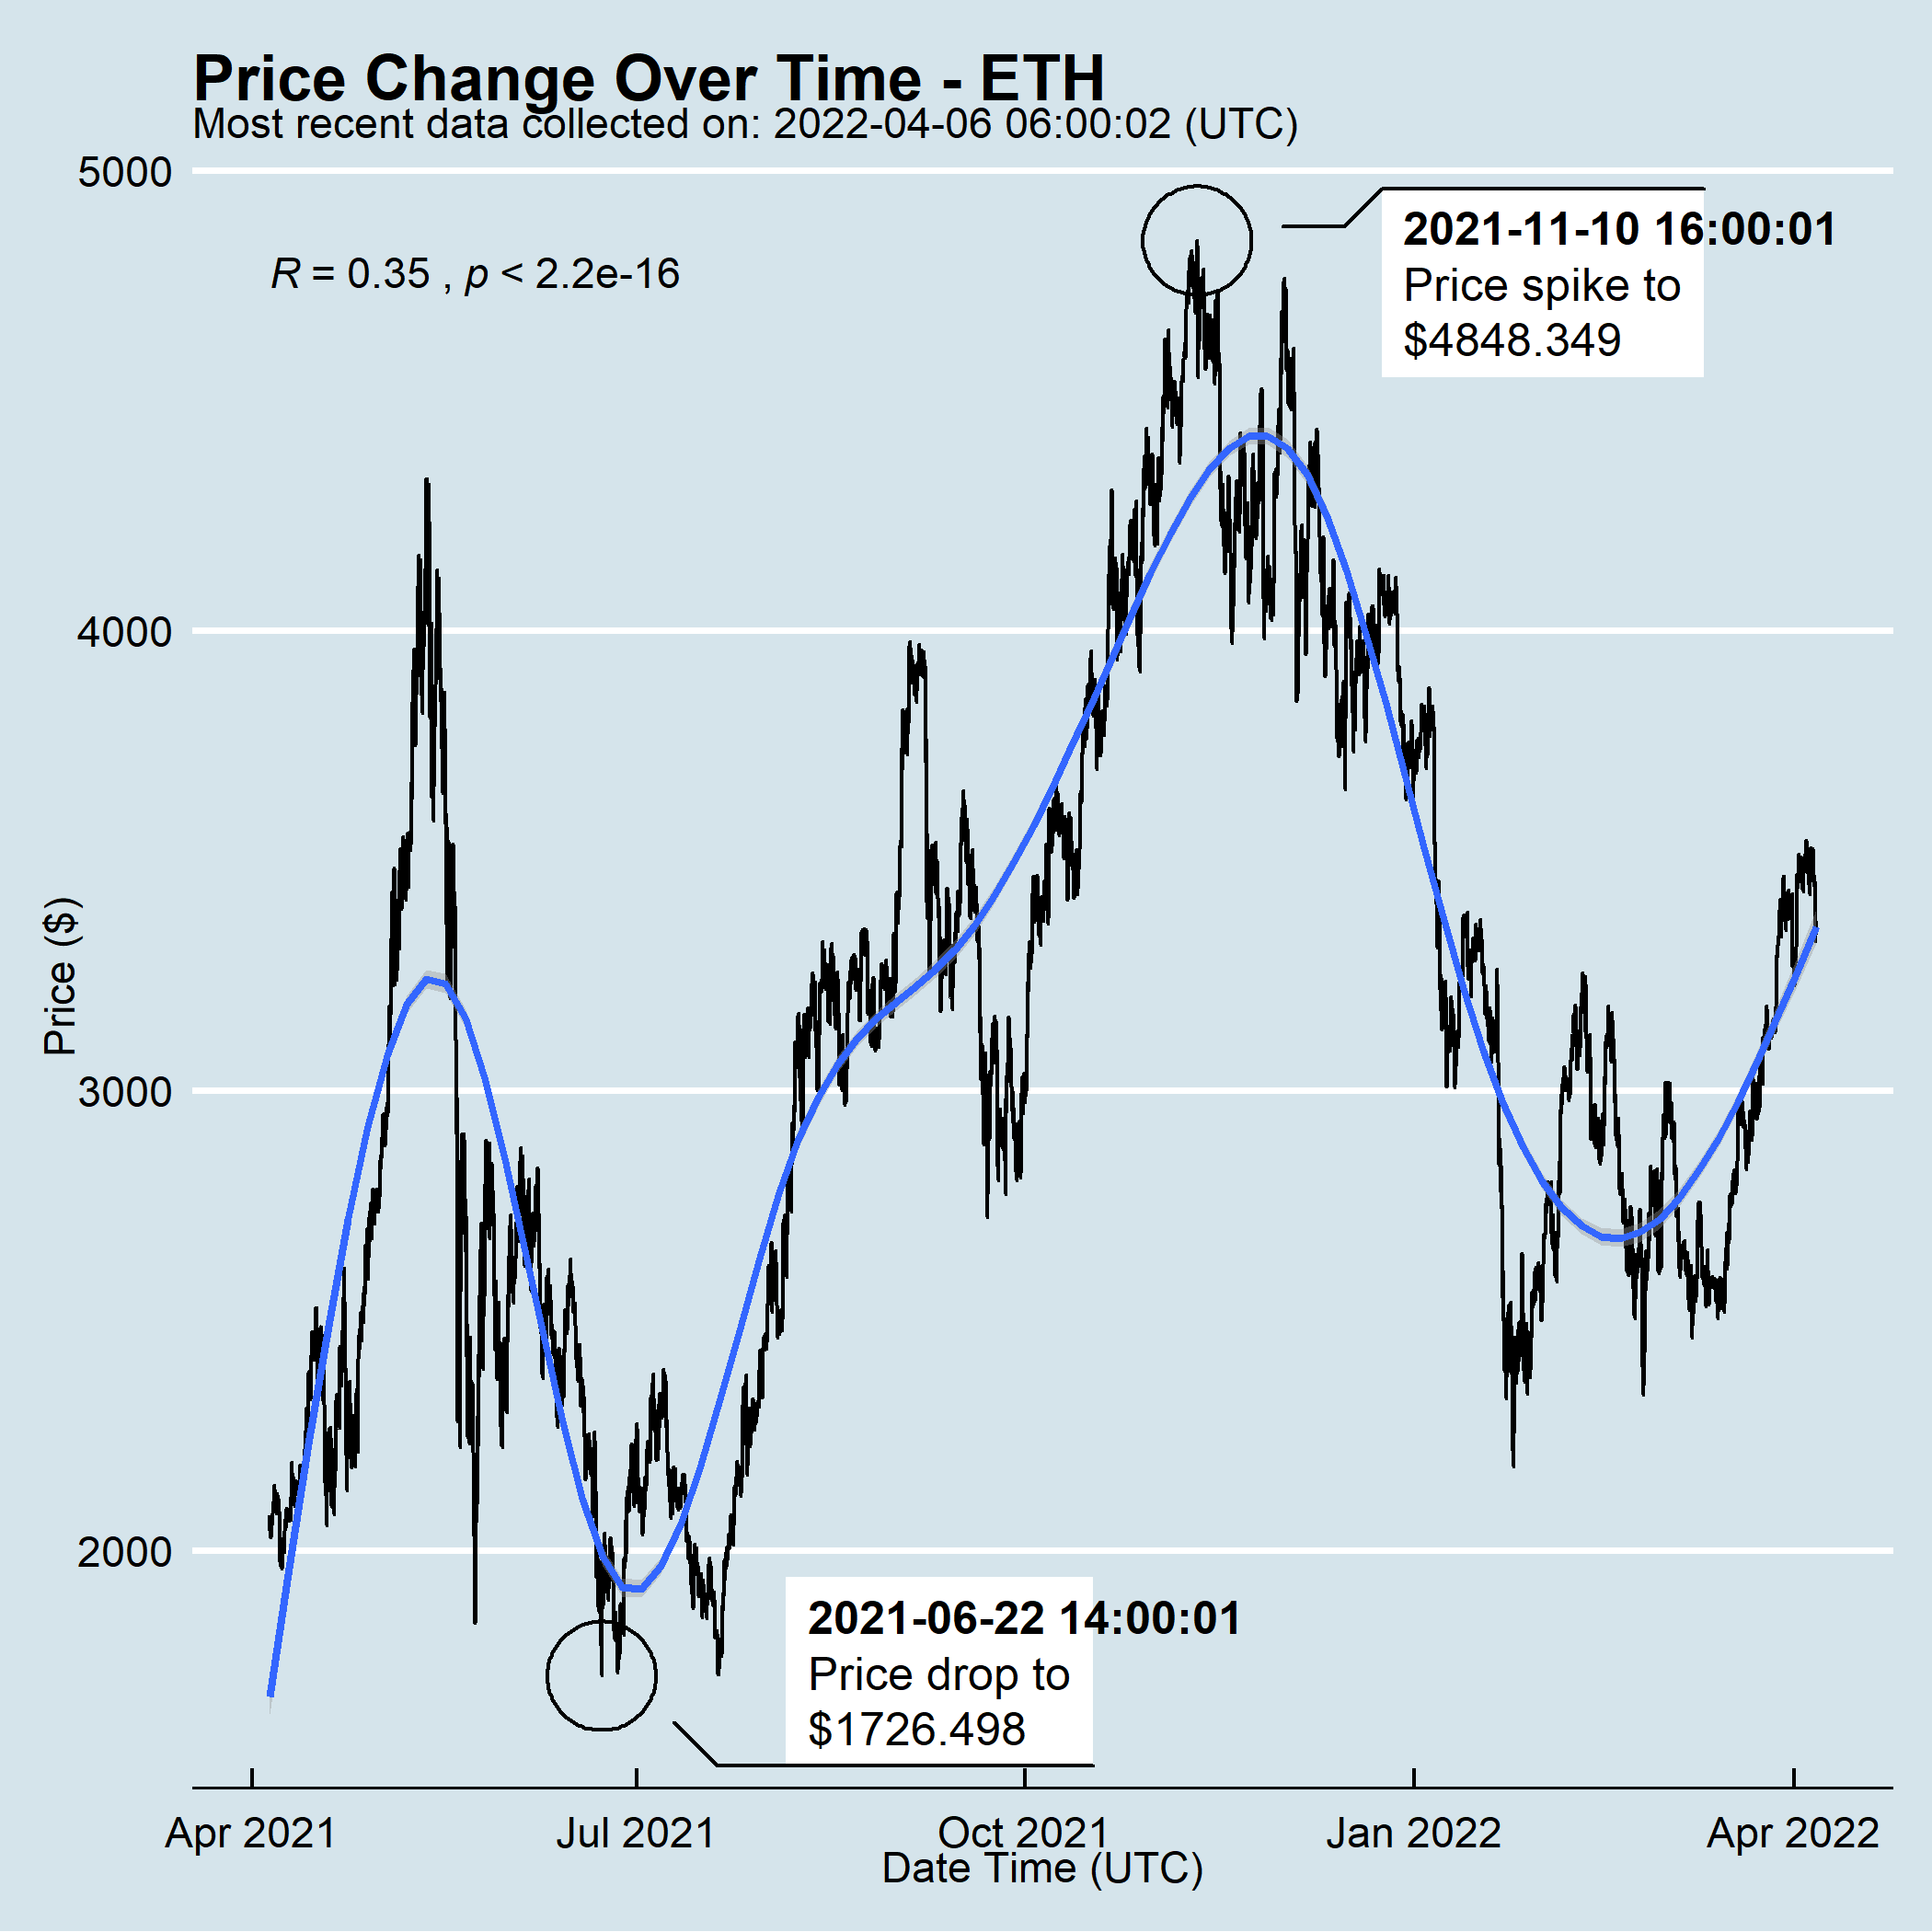 Price Change Over Time - ETH
Most recent data collected on: 2022-04-06 06:00:02 (UTC)
5000
2021-11-10 16:00:01
Price spike to
$4848.349
R = 0.35 , p < 2.2e-16
4000
Price ($)
3000
2000
2021-06-22 14:00:01
Price drop to
$1726.498
Apr 2021 Jul 2021 Oct 2021 Jan 2022 Apr 2022
Date Time (UTC)